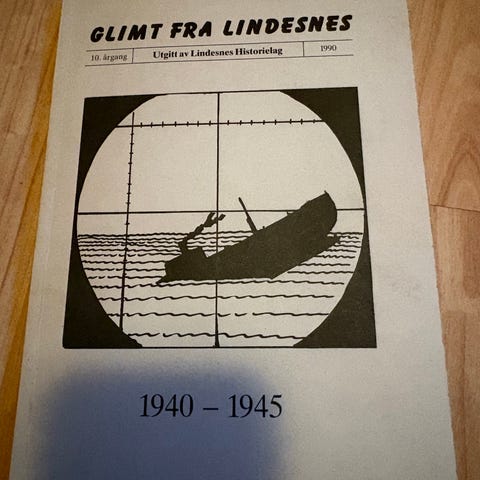 GLIMT FRA LINDESNES
10. årgang Utgitt av Lindesnes Historielag 1990
1940 – 1945